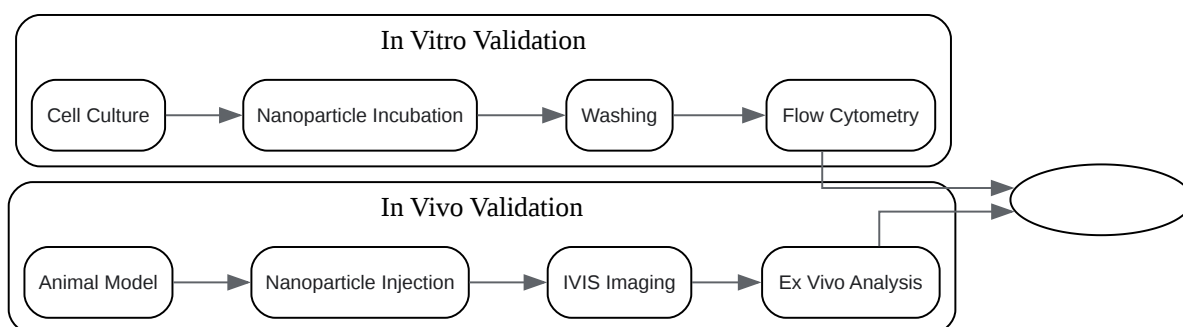 In Vitro Validation
Cell Culture
Nanoparticle Incubation
Washing
Flow Cytometry
In Vivo Validation
Animal Model
Nanoparticle Injection
IVIS Imaging
Ex Vivo Analysis